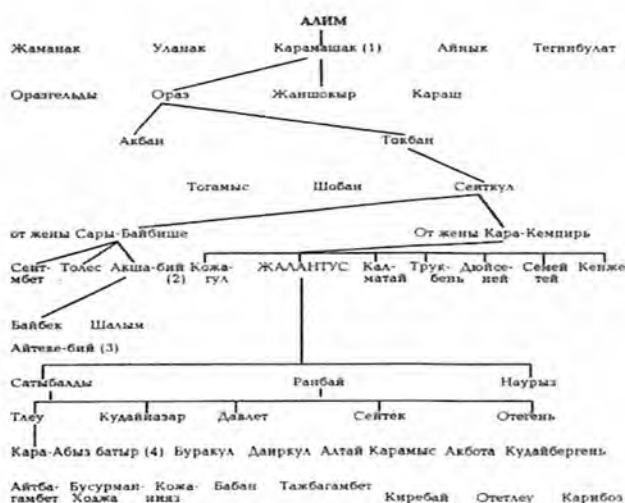 АЛИМ
Жаманак Уланак Карамашак (1) Айнык Тегинбулат
Оразгельды Ораз Жаншокыр Караш
Акбан Токбан
Тогамыс Шобан Сеиткул
от жены Сары-Байбише От жены Кара-Кемпирь
Сеит- Толес Акша-бий Кожа- ЖАЛАНТУС Кал- Трук- Дюйсе- Семей Кенже
мбет (2) гул матай бень ней тей
Байбек Шалым
Айтеке-бий (3)
Сатыбалды Ранбай Наурыз
Тлеу Кудайназар Давлет Сейтек Отегень
Кара-Абыз батыр (4) Буракул Даиркул Алтай Карамыс Акбота Кудайбергень
Айтба- Бусурман- Кожа- Бабан Тажбагамбет
гамбет Ходжа нияз Киребай Отетлеу Карибоз